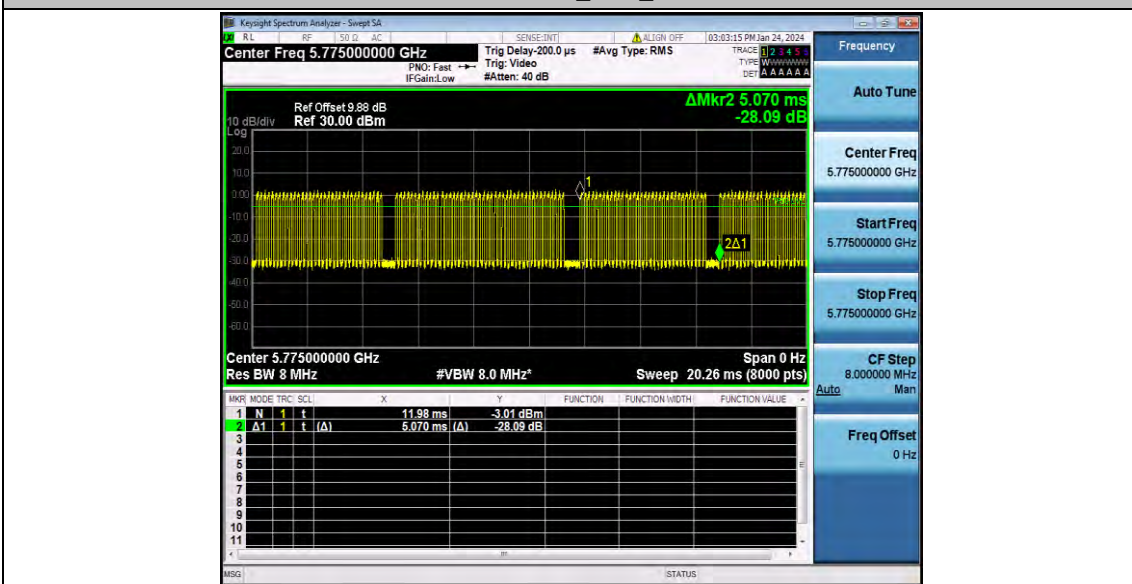 Keysight Spectrum Analyzer - Swept SA
RL RF 50 Ω AC SENSE:INT ALIGN OFF 03:03:15 PM Jan 24, 2024
Center Freq 5.775000000 GHz
PNO: Fast
IFGain:Low
Trig Delay-200.0 µs
Trig: Video
#Atten: 40 dB
#Avg Type: RMS
TRACE 1 2 3 4 5 6
TYPE WWWWWW
DET A A A A A A
Frequency
Auto Tune
Ref Offset 9.88 dB
10 dB/div Ref 30.00 dBm
ΔMkr2 5.070 ms
-28.09 dB
Log
20.0
10.0
0.00
-10.0
-20.0
-30.0
-40.0
-50.0
-60.0
1
2Δ1
Center 5.775000000 GHz Span 0 Hz
Res BW 8 MHz #VBW 8.0 MHz* Sweep 20.26 ms (8000 pts)
Center Freq
5.775000000 GHz
Start Freq
5.775000000 GHz
Stop Freq
5.775000000 GHz
CF Step
8.000000 MHz
Auto Man
Freq Offset
0 Hz
MKR MODE TRC SCL X Y FUNCTION FUNCTION WIDTH FUNCTION VALUE
1 N 1 t 11.98 ms -3.01 dBm
2 Δ1 1 t (Δ) 5.070 ms (Δ) -28.09 dB
3
4
5
6
7
8
9
10
11
MSG STATUS